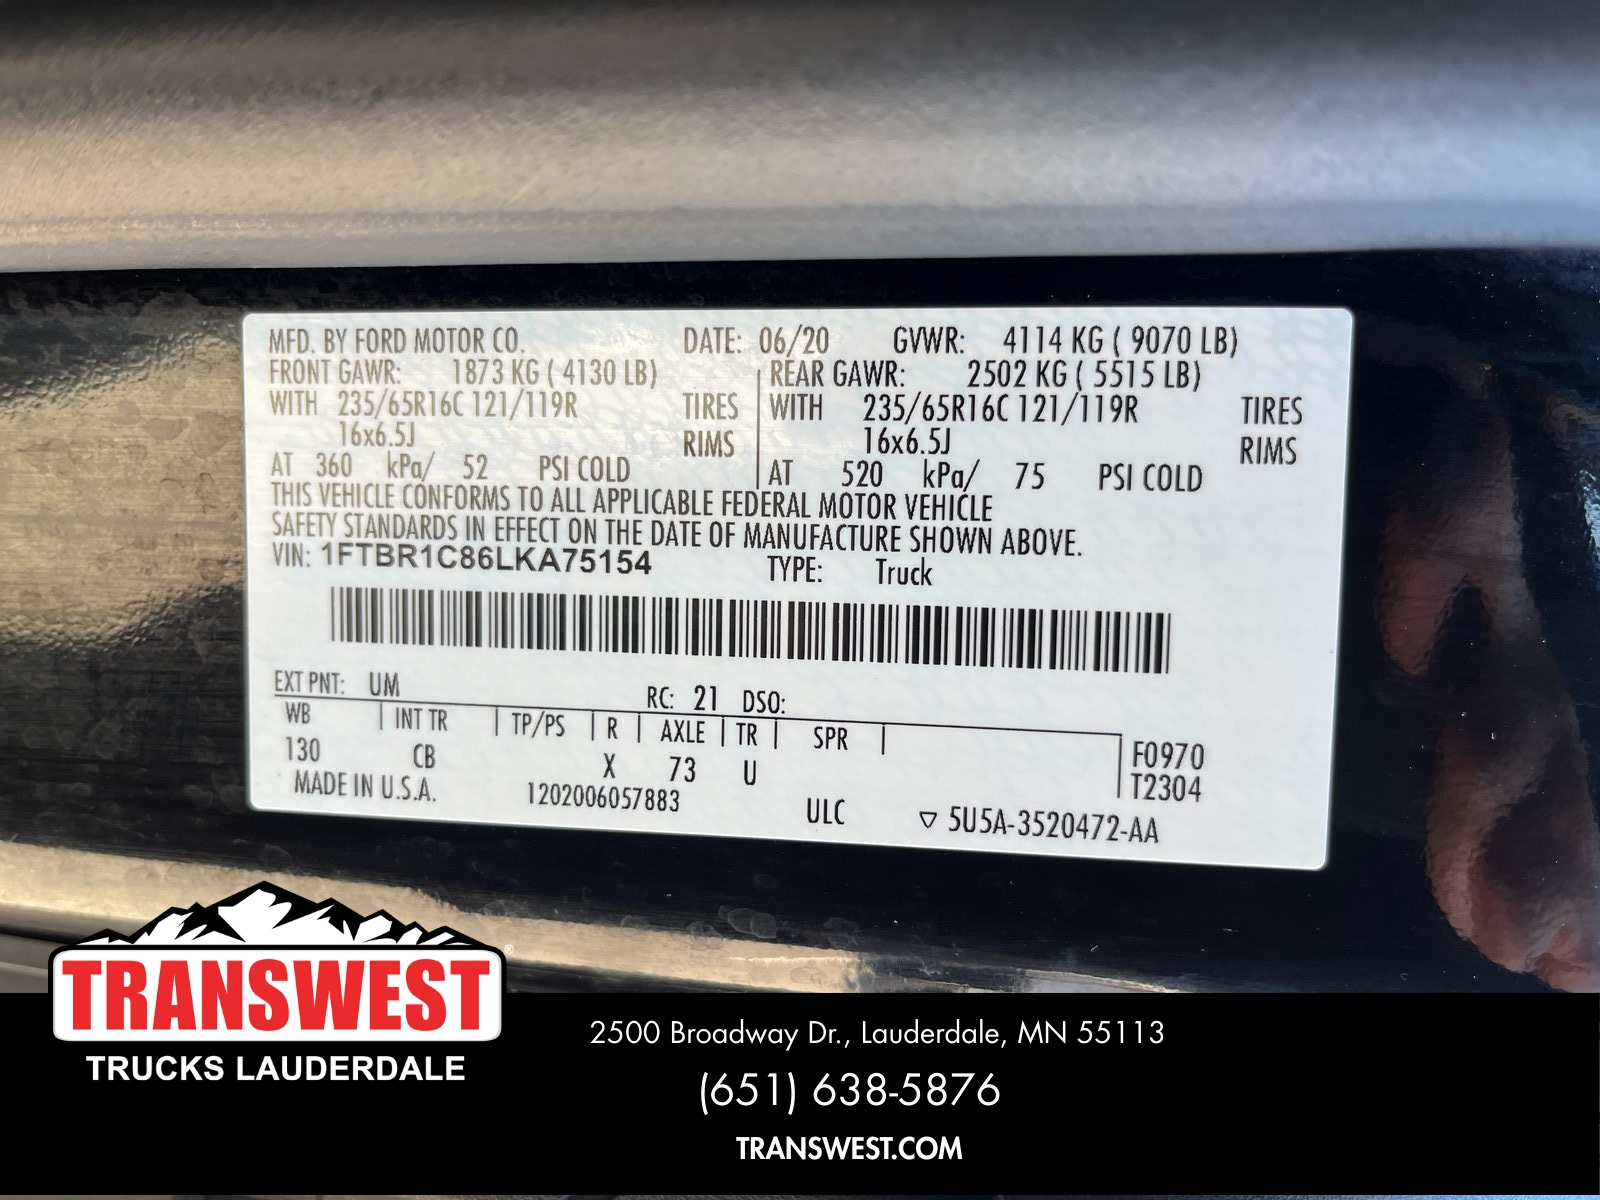 MFD. BY FORD MOTOR CO. DATE: 06/20 GVWR: 4114 KG ( 9070 LB)
FRONT GAWR: 1873 KG ( 4130 LB) REAR GAWR: 2502 KG ( 5515 LB)
WITH 235/65R16C 121/119R TIRES WITH 235/65R16C 121/119R TIRES
16x6.5J RIMS 16x6.5J RIMS
AT 360 kPa/ 52 PSI COLD AT 520 kPa/ 75 PSI COLD
THIS VEHICLE CONFORMS TO ALL APPLICABLE FEDERAL MOTOR VEHICLE
SAFETY STANDARDS IN EFFECT ON THE DATE OF MANUFACTURE SHOWN ABOVE.
VIN: 1FTBR1C86LKA75154 TYPE: Truck
EXT PNT: UM RC: 21 DSO:
WB INT TR TP/PS R AXLE TR SPR
130 CB X 73 U F0970
T2304
MADE IN U.S.A. 1202006057883 ULC ▽ 5U5A-3520472-AA
TRANSWEST®
TRUCKS LAUDERDALE
2500 Broadway Dr., Lauderdale, MN 55113
(651) 638-5876
TRANSWEST.COM